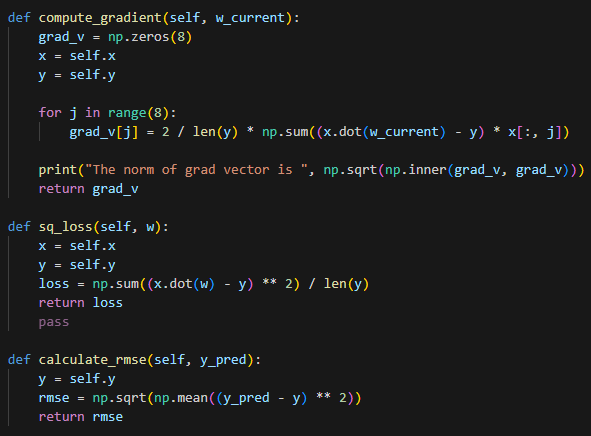 def compute_gradient(self, w_current):
    grad_v = np.zeros(8)
    x = self.x
    y = self.y

    for j in range(8):
        grad_v[j] = 2 / len(y) * np.sum((x.dot(w_current) - y) * x[:, j])

    print("The norm of grad vector is ", np.sqrt(np.inner(grad_v, grad_v)))
    return grad_v

def sq_loss(self, w):
    x = self.x
    y = self.y
    loss = np.sum((x.dot(w) - y) ** 2) / len(y)
    return loss
    pass

def calculate_rmse(self, y_pred):
    y = self.y
    rmse = np.sqrt(np.mean((y_pred - y) ** 2))
    return rmse